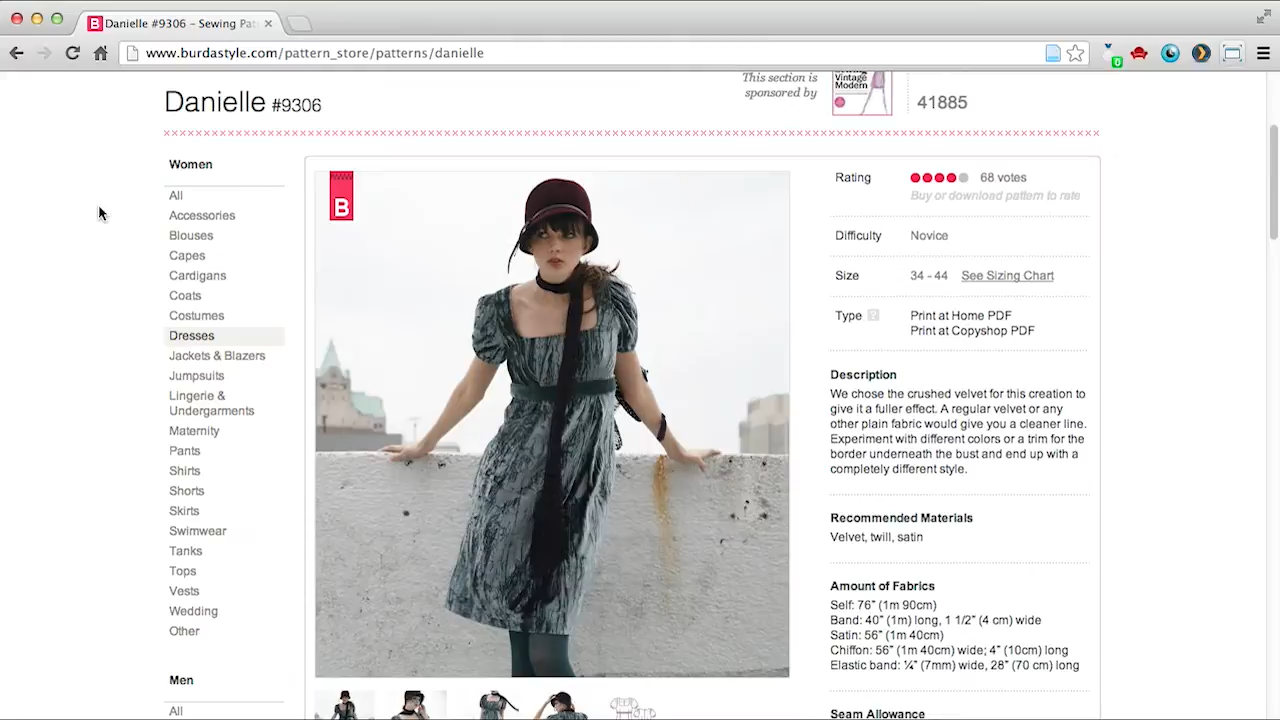 Danielle #9306 – Sewing Pat
www.burdastyle.com/pattern_store/patterns/danielle
0
Danielle #9306
This section is
sponsored by
Vintage
Modern
41885
Women
All
Accessories
Blouses
Capes
Cardigans
Coats
Costumes
Dresses
Jackets & Blazers
Jumpsuits
Lingerie &
Undergarments
Maternity
Pants
Shirts
Shorts
Skirts
Swimwear
Tanks
Tops
Vests
Wedding
Other
Men
All
B
Rating 68 votes
Buy or download pattern to rate
Difficulty Novice
Size 34 - 44 See Sizing Chart
Type ? Print at Home PDF
Print at Copyshop PDF
Description
We chose the crushed velvet for this creation to
give it a fuller effect. A regular velvet or any
other plain fabric would give you a cleaner line.
Experiment with different colors or a trim for the
border underneath the bust and end up with a
completely different style.
Recommended Materials
Velvet, twill, satin
Amount of Fabrics
Self: 76” (1m 90cm)
Band: 40” (1m) long, 1 1/2” (4 cm) wide
Satin: 56” (1m 40cm)
Chiffon: 56” (1m 40cm) wide; 4” (10cm) long
Elastic band: ¼” (7mm) wide, 28” (70 cm) long
Seam Allowance